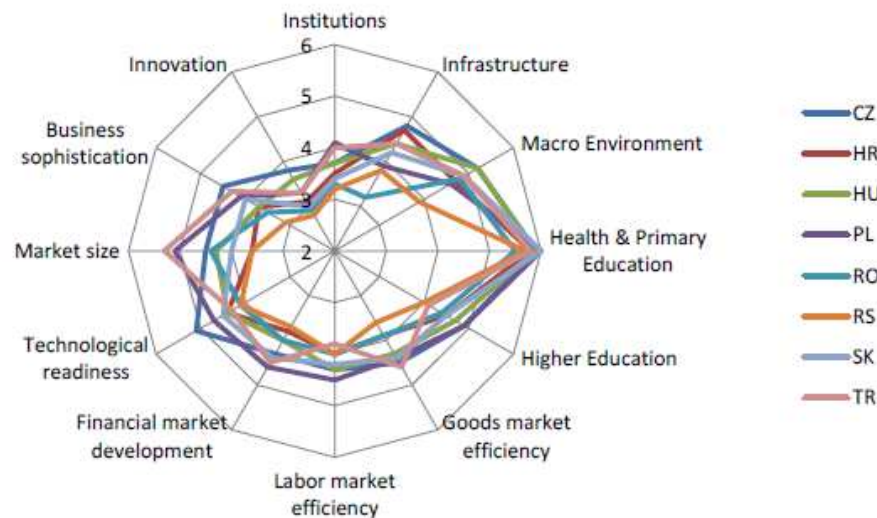 Institutions
6
Innovation
Infrastructure
5
Business
sophistication
4
Macro Environment
3
Market size
2
Health & Primary
Education
Technological
readiness
Higher Education
Financial market
development
Goods market
efficiency
Labor market
efficiency
CZ
HR
HU
PL
RO
RS
SK
TR